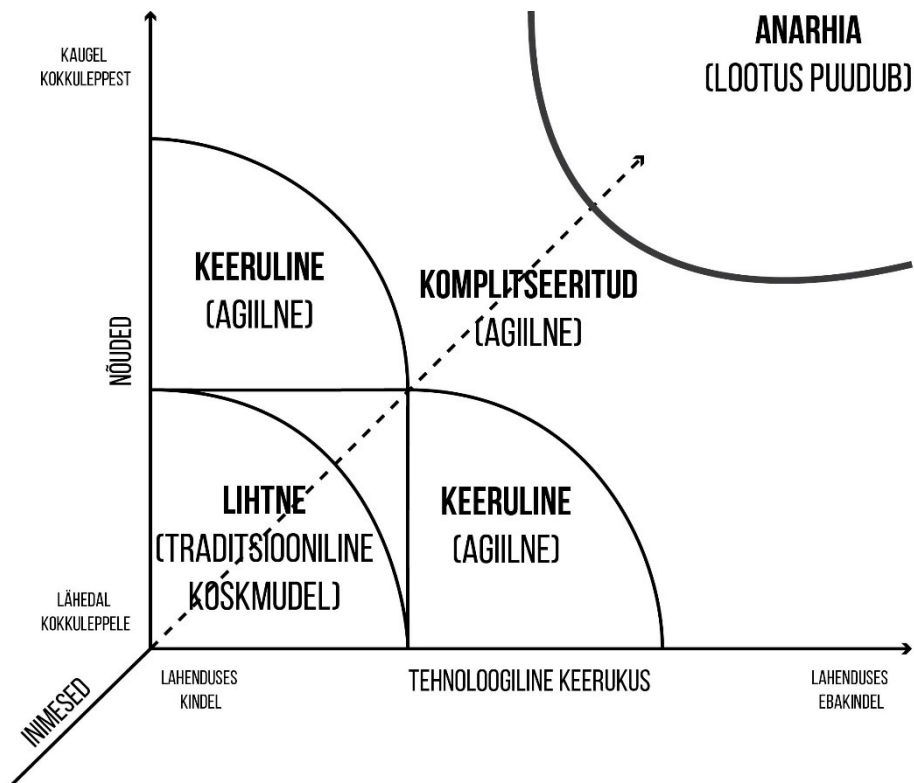 KAUGEL
KOKKULEPPEST
ANARHIA
(LOOTUS PUUDUB)
KEERULINE
(AGIILNE)
KOMPLITSEERITUD
(AGIILNE)
NÕUDED
LIHTNE
(TRADITSIOONILINE
KOSKMUDEL)
KEERULINE
(AGIILNE)
LÄHEDAL
KOKKULEPPELE
INIMESED
LAHENDUSES
KINDEL
TEHNOLOOGILINE KEERUKUS
LAHENDUSES
EBAKINDEL